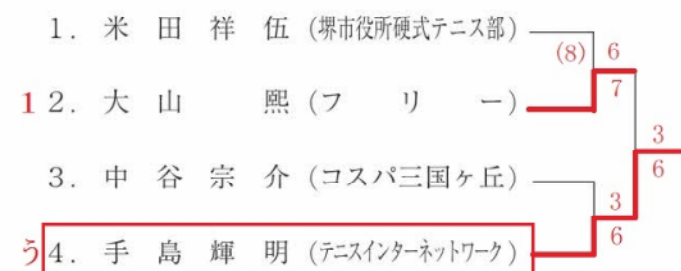 1. 米田祥伍 (堺市役所硬式テニス部)
(8) 6
7
1 2. 大山 熙 (フリー)
3
6
3. 中谷宗介 (コスパ三国ヶ丘)
3
6
う 4. 手島輝明 (テニスインターネットワーク)